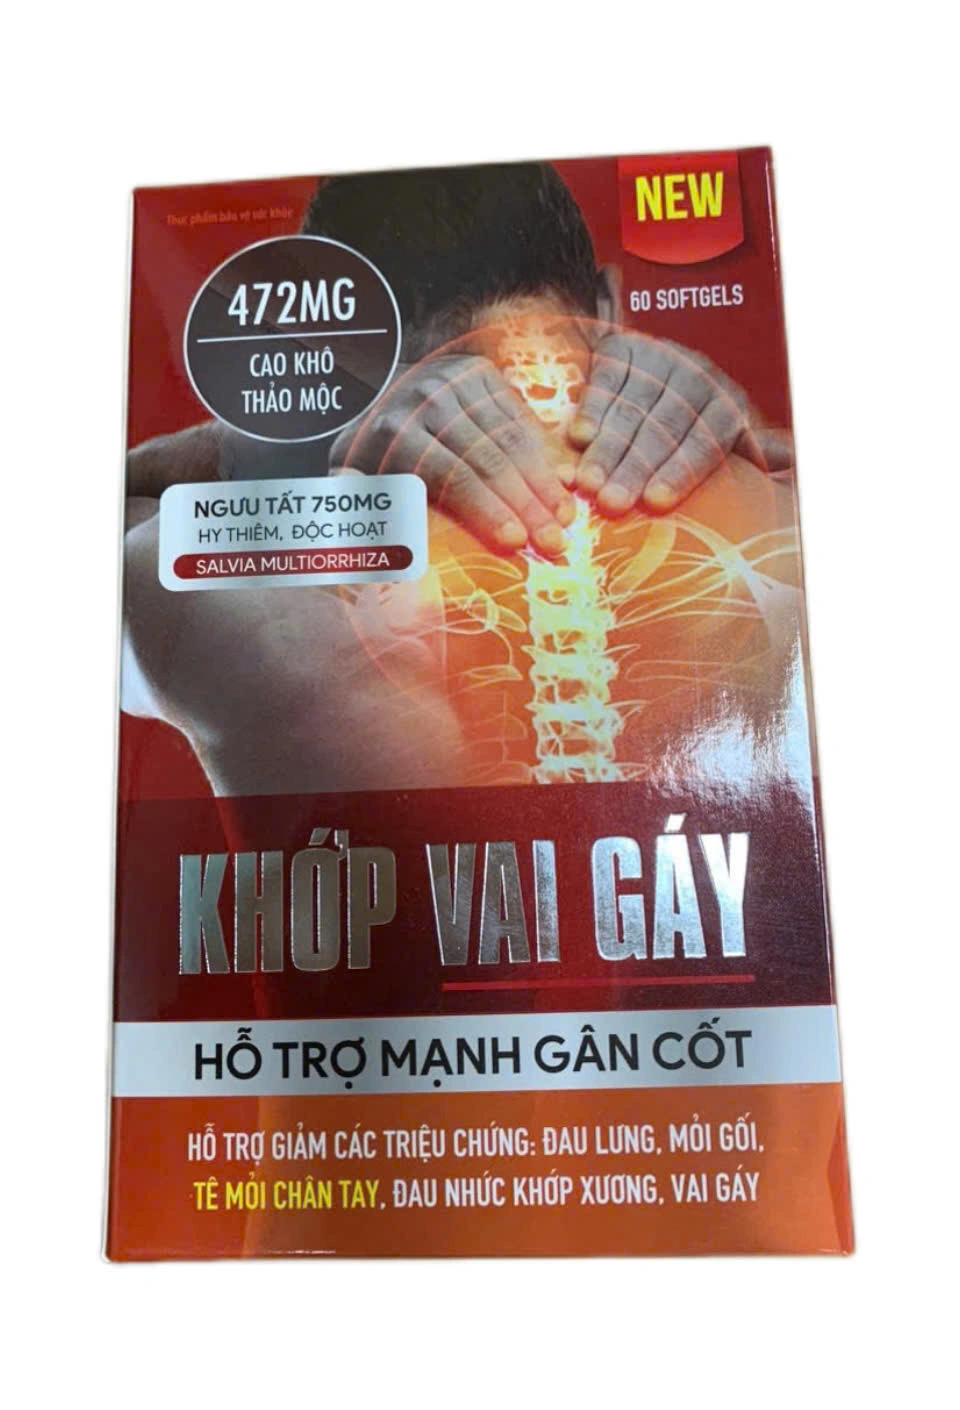 Thực phẩm bảo vệ sức khỏe
NEW
60 SOFTGELS
472MG
CAO KHÔ
THẢO MỘC
NGƯU TẤT 750MG
HY THIÊM, ĐỘC HOẠT
SALVIA MULTIORRHIZA
KHỚP VAI GÁY
HỖ TRỢ MẠNH GÂN CỐT
HỖ TRỢ GIẢM CÁC TRIỆU CHỨNG: ĐAU LƯNG, MỎI GỐI,
TÊ MỎI CHÂN TAY, ĐAU NHỨC KHỚP XƯƠNG, VAI GÁY